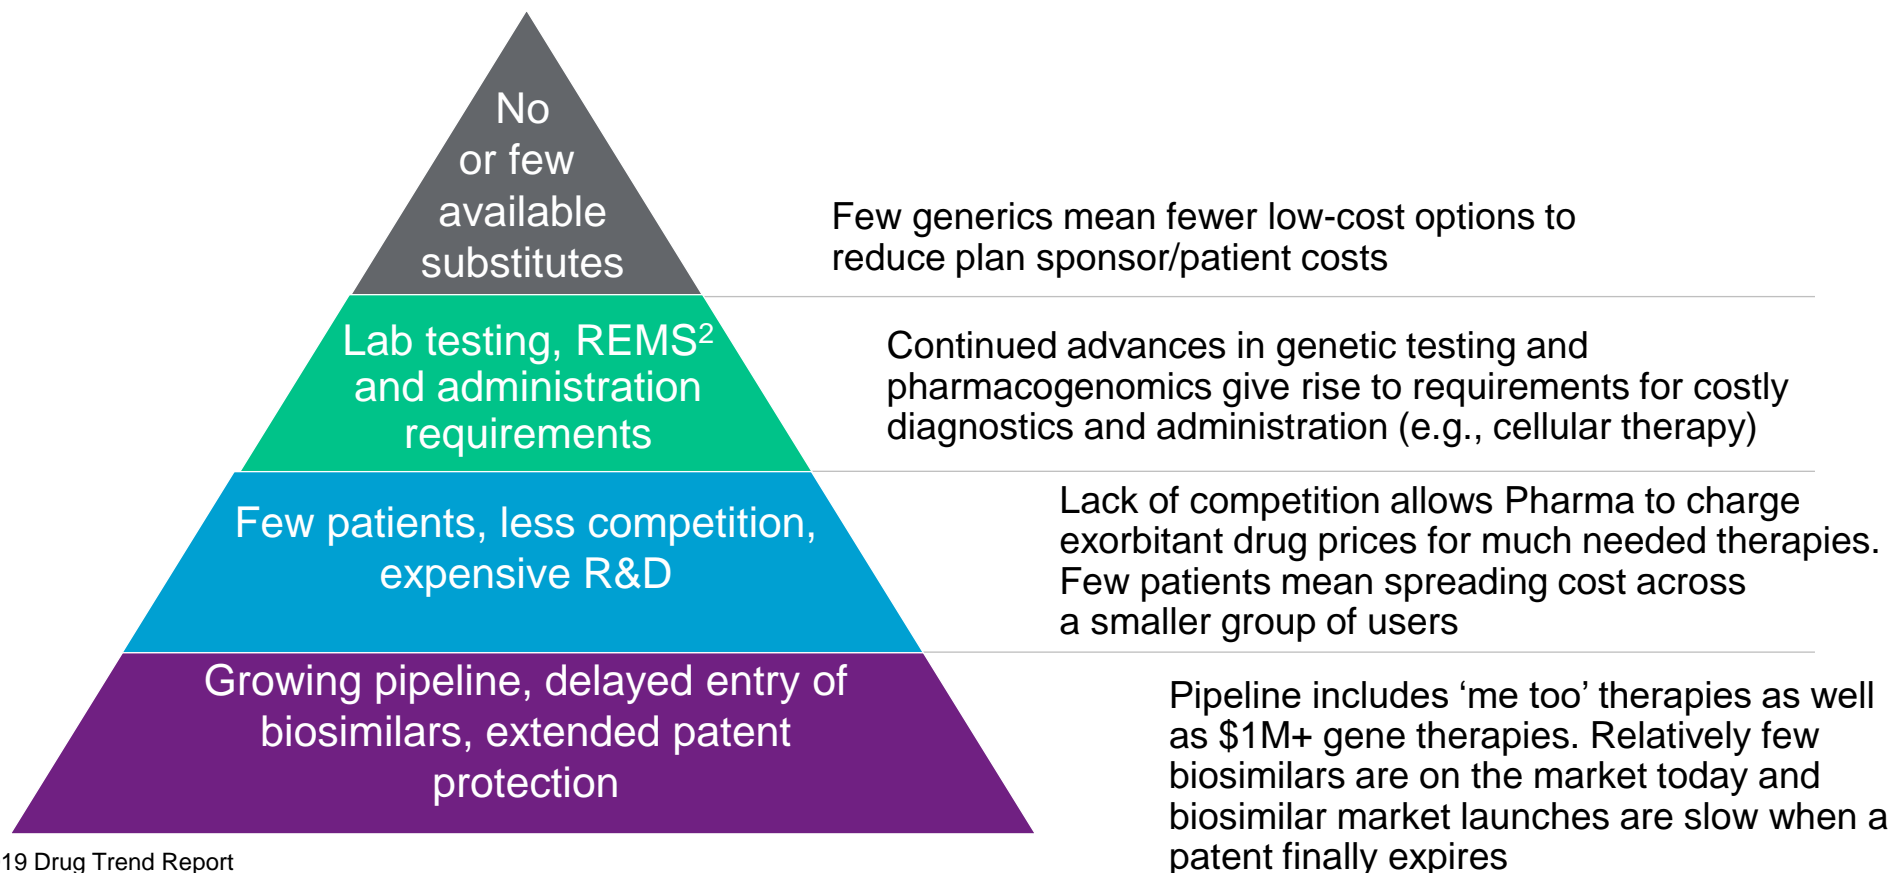 No
or few
available
substitutes
Few generics mean fewer low-cost options to
reduce plan sponsor/patient costs
Lab testing, REMS²
and administration
requirements
Continued advances in genetic testing and
pharmacogenomics give rise to requirements for costly
diagnostics and administration (e.g., cellular therapy)
Few patients, less competition,
expensive R&D
Lack of competition allows Pharma to charge
exorbitant drug prices for much needed therapies.
Few patients mean spreading cost across
a smaller group of users
Growing pipeline, delayed entry of
biosimilars, extended patent
protection
Pipeline includes ‘me too’ therapies as well
as $1M+ gene therapies. Relatively few
biosimilars are on the market today and
biosimilar market launches are slow when a
patent finally expires
19 Drug Trend Report